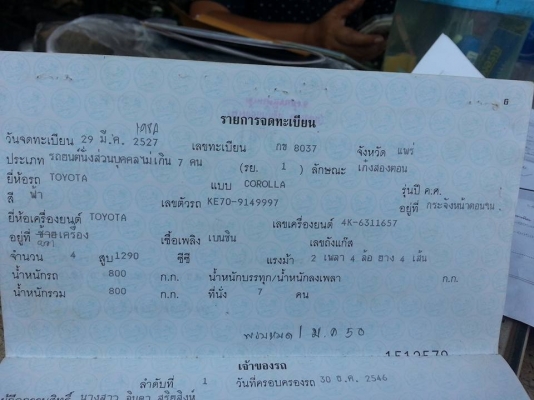 6
รายการจดทะเบียน
วันจดทะเบียน 29 มี.ค. 2527 เลขทะเบียน กข 8037 จังหวัด แพร่
ประเภท รถยนต์นั่งส่วนบุคคลไม่เกิน 7 คน (รย. 1 ) ลักษณะ เก๋งสองตอน
ยี่ห้อรถ TOYOTA แบบ COROLLA รุ่นปี ค.ศ.
สี ฟ้า เลขตัวรถ KE70-9149997 อยู่ที่ กระจังหน้าตอนบน
ยี่ห้อเครื่องยนต์ TOYOTA เลขเครื่องยนต์ 4K-6311657
อยู่ที่ ซ้ายเครื่อง เชื้อเพลิง เบนซิน เลขถังแก๊ส
จำนวน 4 สูบ 1290 ซีซี แรงม้า 2 เพลา 4 ล้อ ยาง 4 เส้น
น้ำหนักรถ 800 ก.ก. น้ำหนักบรรทุก/น้ำหนักลงเพลา ก.ก.
น้ำหนักรวม 800 ก.ก. ที่นั่ง 7 คน
1512570
เจ้าของรถ
ลำดับที่ 1 วันที่ครอบครองรถ 30 ธ.ค. 2546
นางสาว